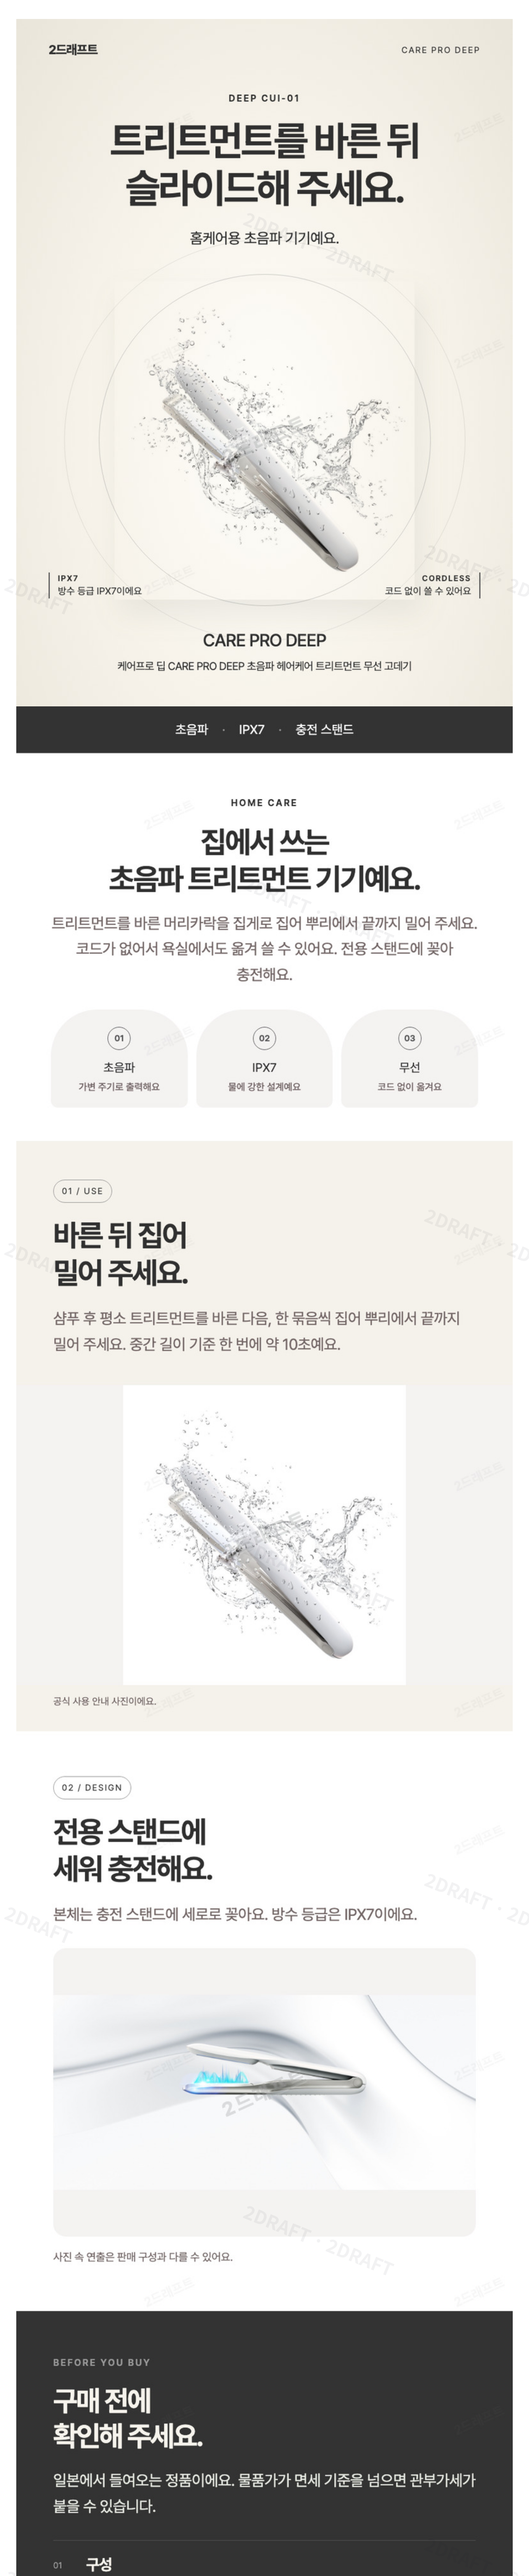 2드래프트
CARE PRO DEEP
DEEP CUI-01
트리트먼트를 바른 뒤
슬라이드해 주세요.
홈케어용 초음파 기기예요.
IPX7
방수 등급 IPX7이에요
CORDLESS
코드 없이 쓸 수 있어요
CARE PRO DEEP
케어프로 딥 CARE PRO DEEP 초음파 헤어케어 트리트먼트 무선 고데기
초음파 · IPX7 · 충전 스탠드
HOME CARE
집에서 쓰는
초음파 트리트먼트 기기예요.
트리트먼트를 바른 머리카락을 집게로 집어 뿌리에서 끝까지 밀어 주세요.
코드가 없어서 욕실에서도 옮겨 쓸 수 있어요. 전용 스탠드에 꽂아
충전해요.
01
초음파
가변 주기로 출력해요
02
IPX7
물에 강한 설계예요
03
무선
코드 없이 옮겨요
01 / USE
바른 뒤 집어
밀어 주세요.
샴푸 후 평소 트리트먼트를 바른 다음, 한 묶음씩 집어 뿌리에서 끝까지
밀어 주세요. 중간 길이 기준 한 번에 약 10초예요.
공식 사용 안내 사진이에요.
02 / DESIGN
전용 스탠드에
세워 충전해요.
본체는 충전 스탠드에 세로로 꽂아요. 방수 등급은 IPX7이에요.
사진 속 연출은 판매 구성과 다를 수 있어요.
BEFORE YOU BUY
구매 전에
확인해 주세요.
일본에서 들여오는 정품이에요. 물품가가 면세 기준을 넘으면 관부가세가
붙을 수 있습니다.
01 구성
2DRAFT · 2DRAFT
2드래프트